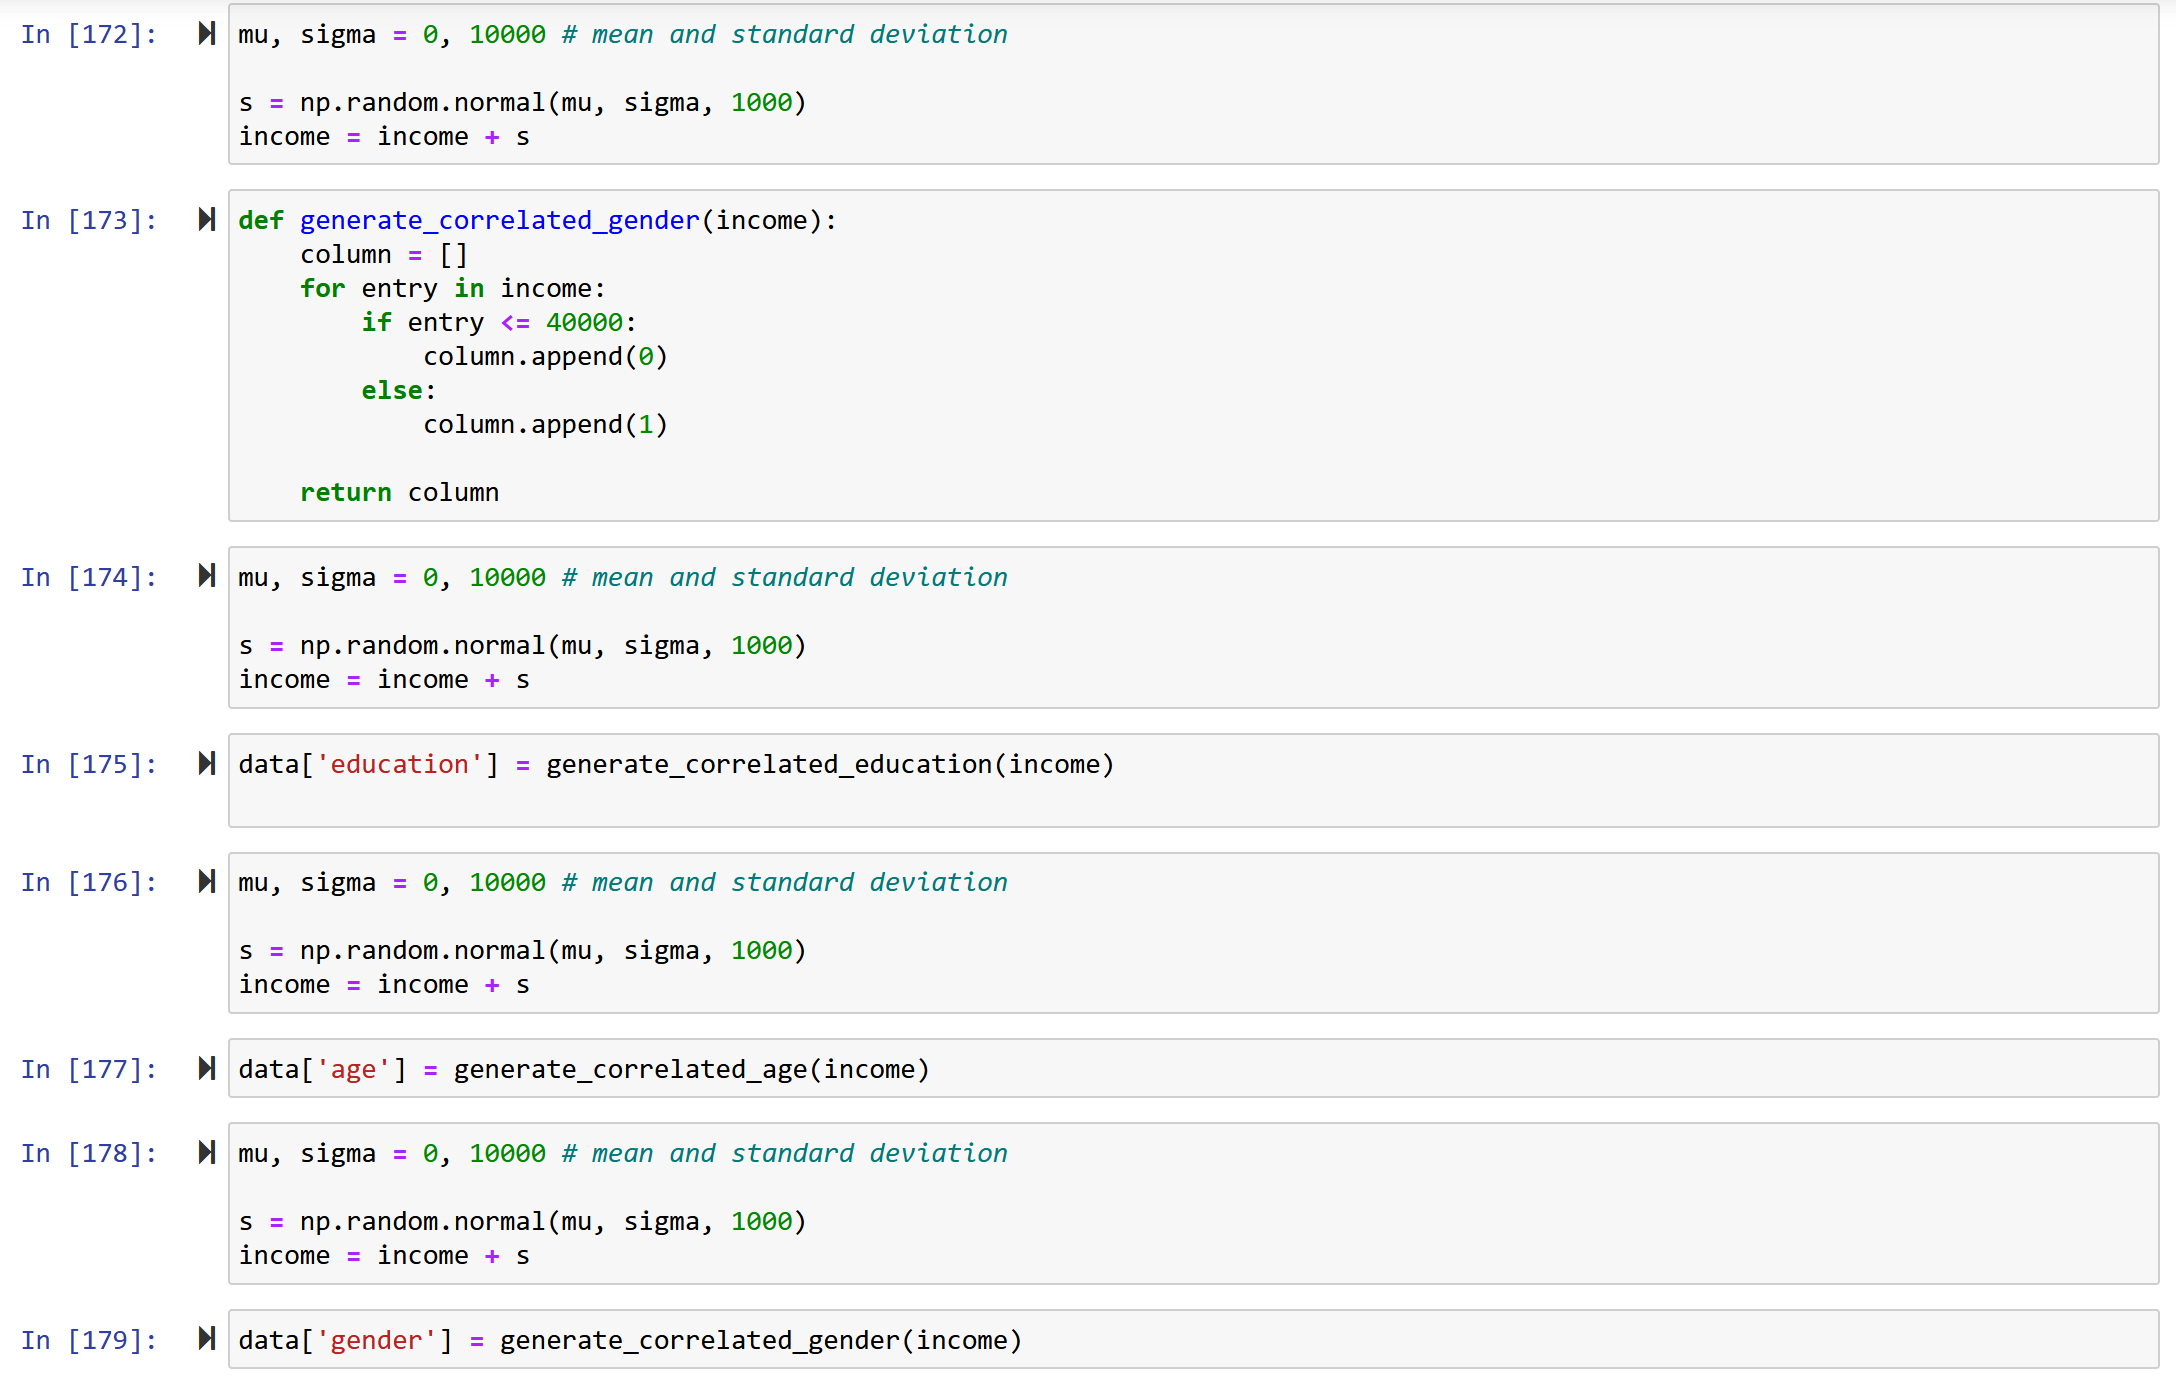 In [172]: mu, sigma = 0, 10000 # mean and standard deviation
s = np.random.normal(mu, sigma, 1000)
income = income + s
In [173]: def generate_correlated_gender(income):
    column = []
    for entry in income:
        if entry <= 40000:
            column.append(0)
        else:
            column.append(1)
    return column
In [174]: mu, sigma = 0, 10000 # mean and standard deviation
s = np.random.normal(mu, sigma, 1000)
income = income + s
In [175]: data['education'] = generate_correlated_education(income)
In [176]: mu, sigma = 0, 10000 # mean and standard deviation
s = np.random.normal(mu, sigma, 1000)
income = income + s
In [177]: data['age'] = generate_correlated_age(income)
In [178]: mu, sigma = 0, 10000 # mean and standard deviation
s = np.random.normal(mu, sigma, 1000)
income = income + s
In [179]: data['gender'] = generate_correlated_gender(income)